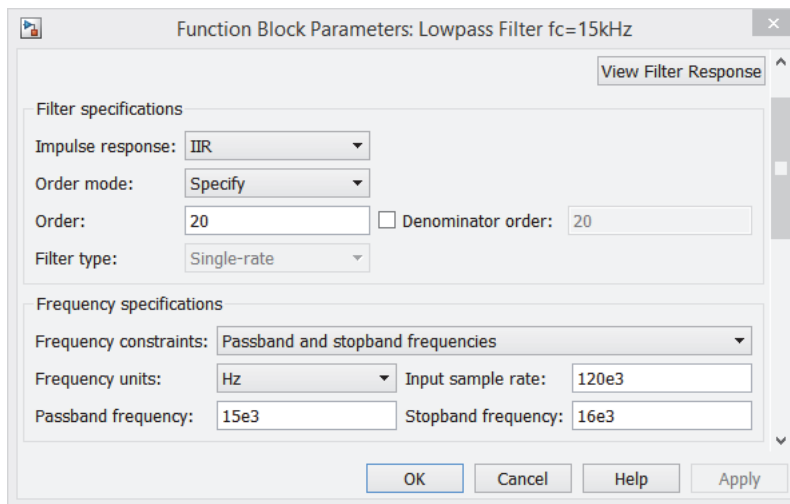 Function Block Parameters: Lowpass Filter fc=15kHz
View Filter Response
Filter specifications
Impulse response: IIR
Order mode: Specify
Order: 20 Denominator order: 20
Filter type: Single-rate
Frequency specifications
Frequency constraints: Passband and stopband frequencies
Frequency units: Hz Input sample rate: 120e3
Passband frequency: 15e3 Stopband frequency: 16e3
OK Cancel Help Apply